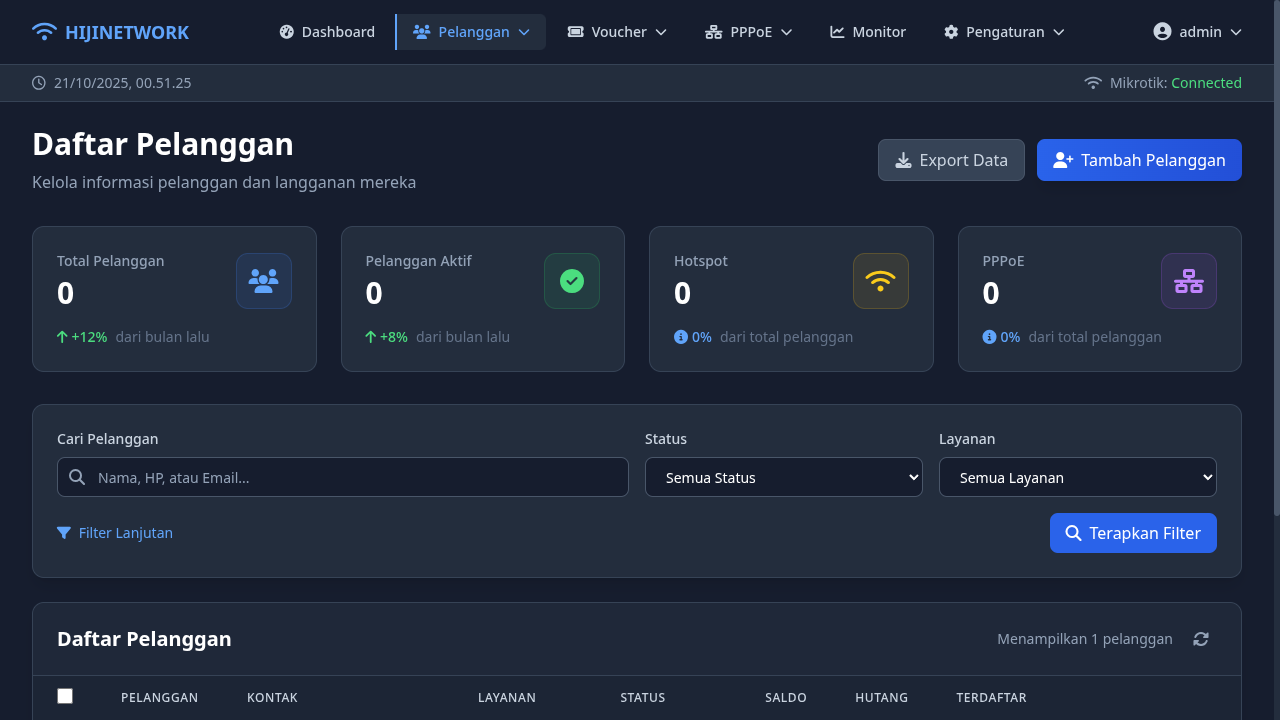 HIJINETWORK
Dashboard
Pelanggan
Voucher
PPPoE
Monitor
Pengaturan
admin
21/10/2025, 00.51.25
Mikrotik: Connected
Daftar Pelanggan
Kelola informasi pelanggan dan langganan mereka
Export Data
Tambah Pelanggan
Total Pelanggan
0
+12% dari bulan lalu
Pelanggan Aktif
0
+8% dari bulan lalu
Hotspot
0
0% dari total pelanggan
PPPoE
0
0% dari total pelanggan
Cari Pelanggan
Nama, HP, atau Email...
Status
Semua Status
Layanan
Semua Layanan
Filter Lanjutan
Terapkan Filter
Daftar Pelanggan
Menampilkan 1 pelanggan
PELANGGAN KONTAK LAYANAN STATUS SALDO HUTANG TERDAFTAR